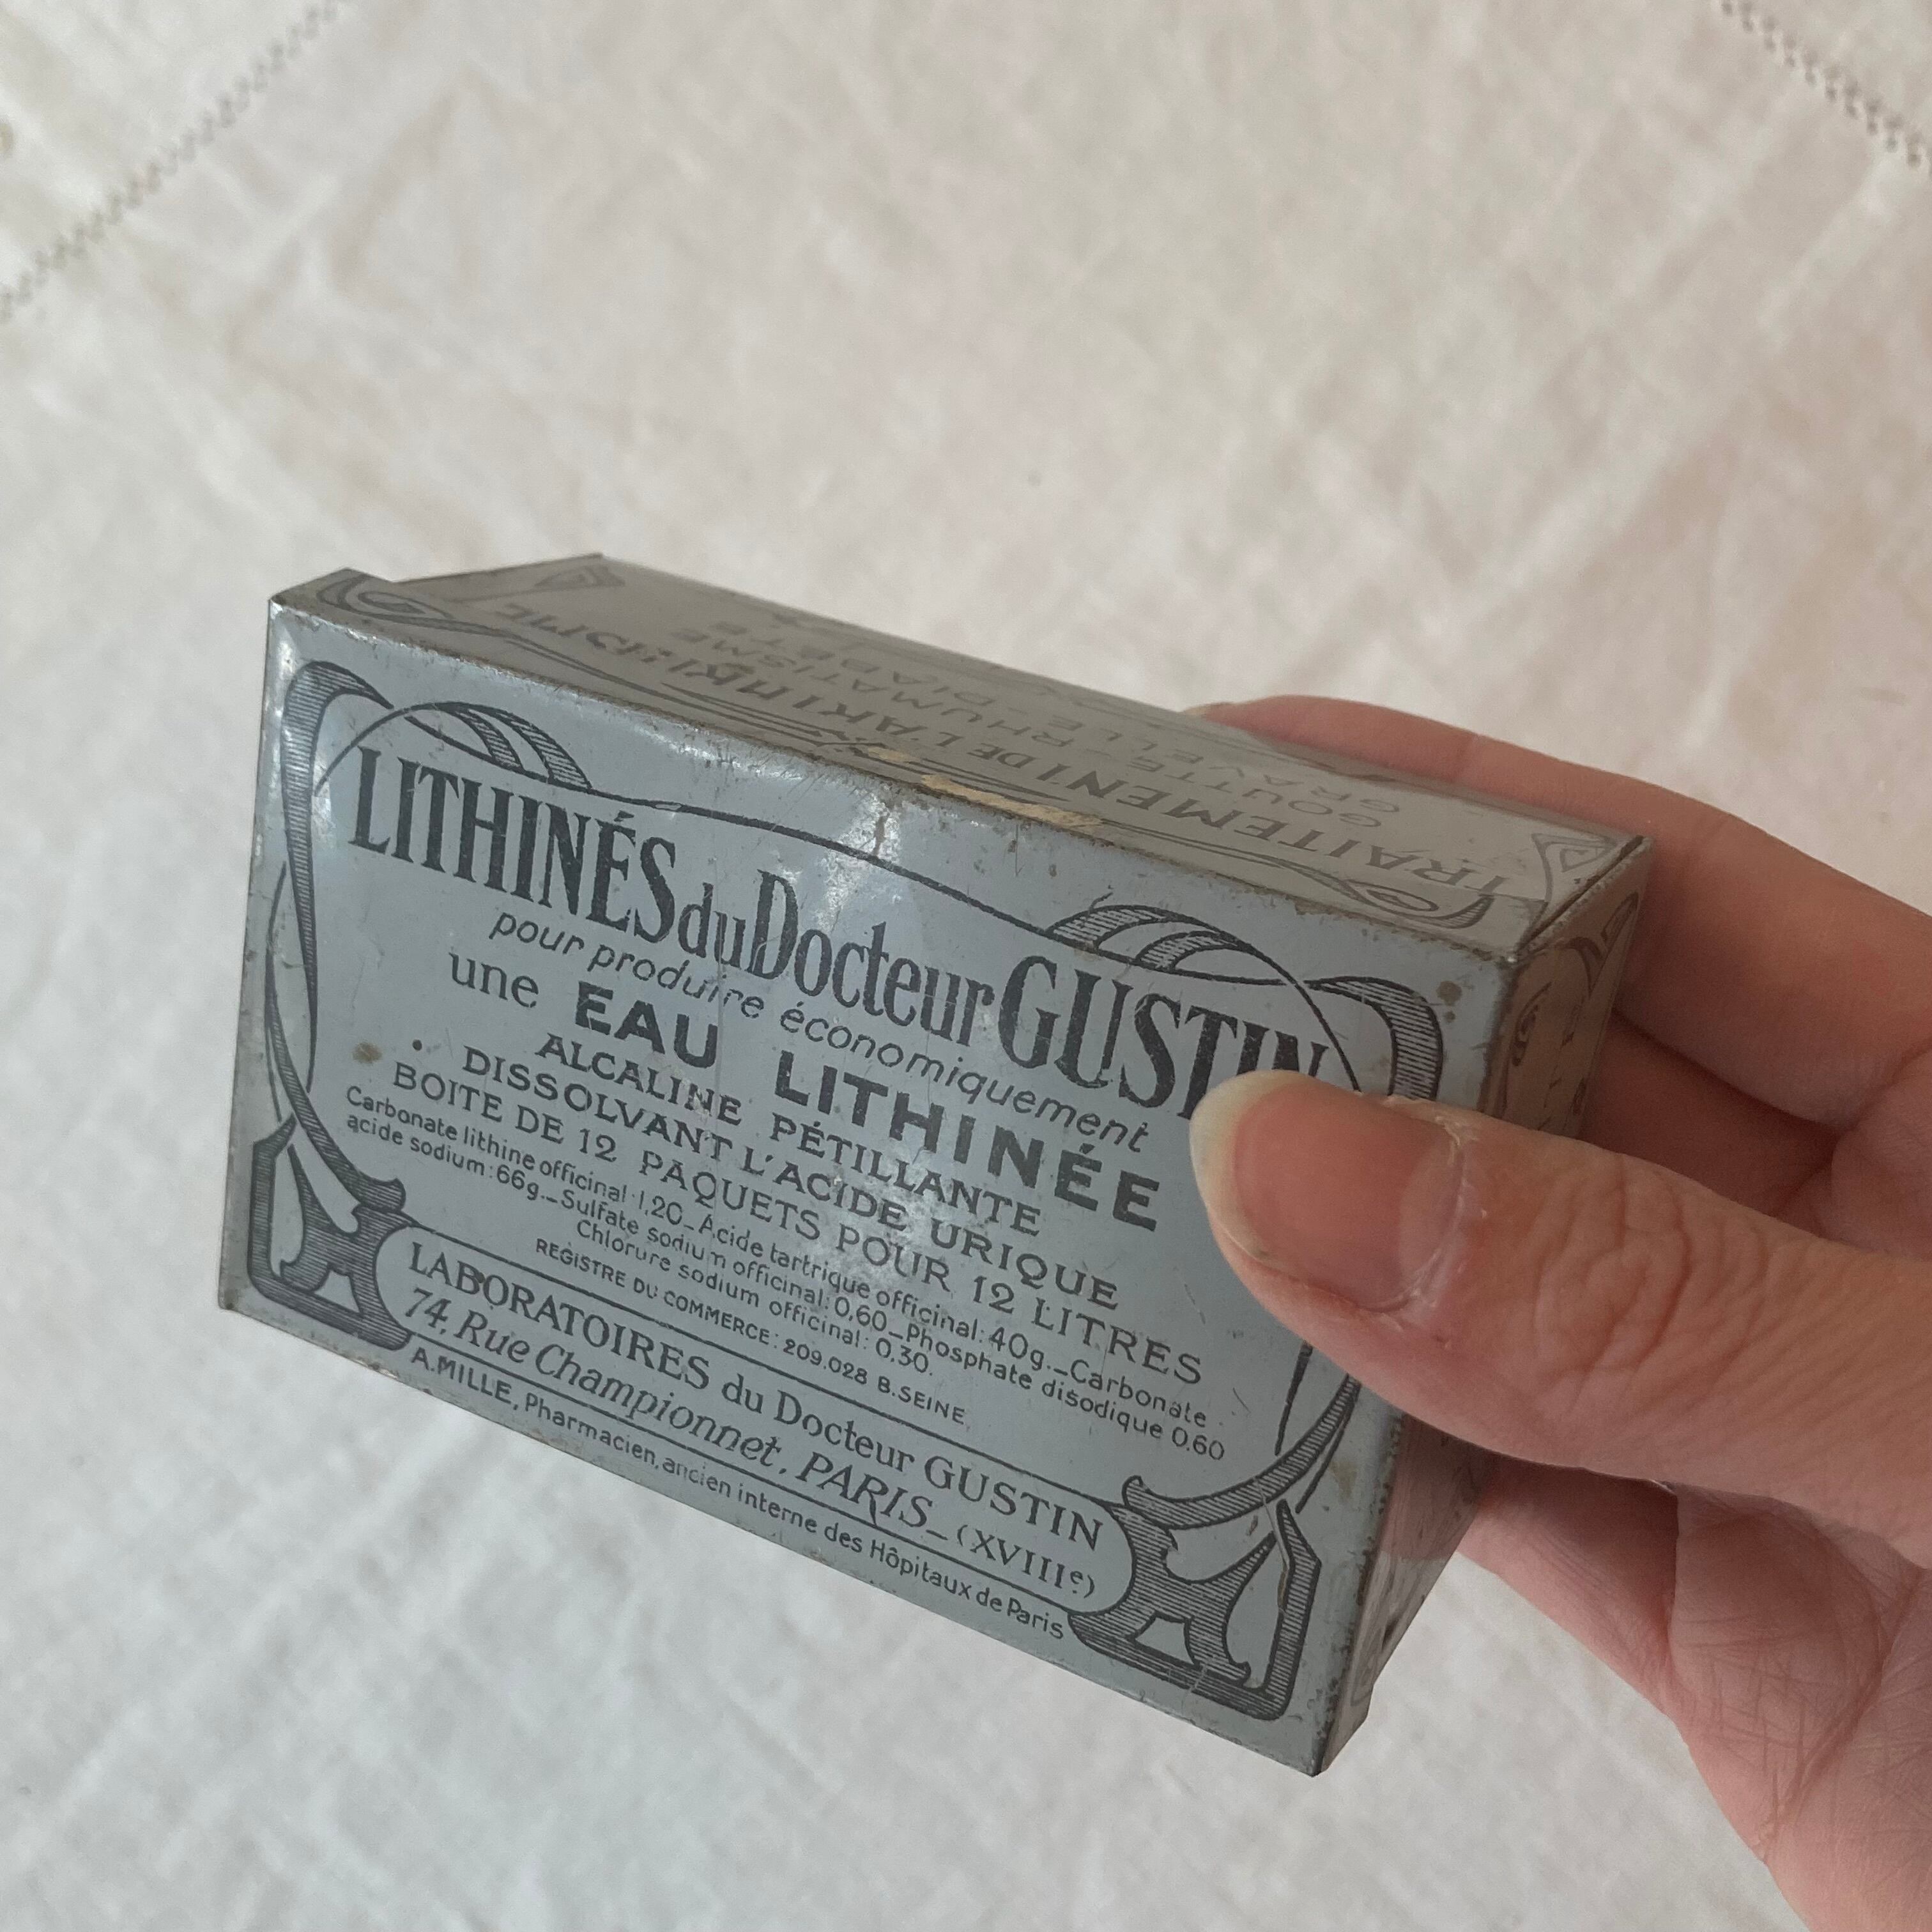 LITHINÉS du Docteur GUSTIN
pour produire économiquement
une EAU LITHINÉE
ALCALINE PÉTILLANTE
DISSOLVANT L'ACIDE URIQUE
BOITE DE 12 PAQUETS POUR 12 LITRES
Carbonate lithine officinal: 1,20_Acide tartrique officinal: 40g._Carbonate
acide sodium: 66g._Sulfate sodium officinal: 0,60_Phosphate disodique 0.60
Chlorure sodium officinal: 0.30.
REGISTRE DU COMMERCE: 209.028 B. SEINE
LABORATOIRES du Docteur GUSTIN
74, Rue Championnet, PARIS_(XVIIIe)
A. MILLE, Pharmacien, ancien interne des Hôpitaux de Paris
TRAITEMENT DE L'ARTHRITISME
GOUTTE-RHUMATISME
GRAVELLE-DIABÈTE